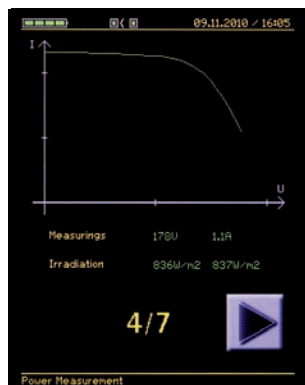 09.11.2010 / 16:05
I
U
Measurings 178V 1.1A
Irradiation 836W/m2 837W/m2
4/7
Power Measurement